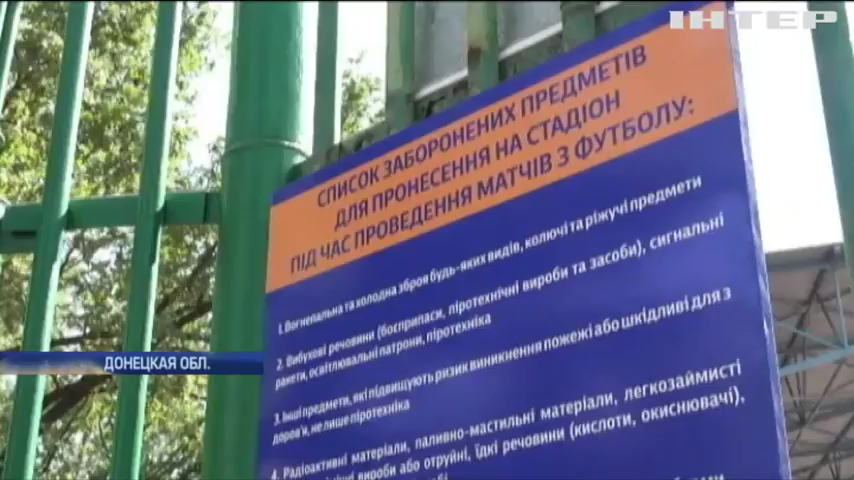 ІНТЕР
СПИСОК ЗАБОРОНЕНИХ ПРЕДМЕТІВ
ДЛЯ ПРОНЕСЕННЯ НА СТАДІОН
ПІД ЧАС ПРОВЕДЕННЯ МАТЧІВ З ФУТБОЛУ:
1. Вогнепальна та холодна зброя будь-яких видів, колючі та ріжучі предмети
2. Вибухові речовини (боєприпаси, піротехнічні вироби та засоби), сигнальні
ракети, освітлювальні патрони, піротехніка
3. Інші предмети, які підвищують ризик виникнення пожежі або шкідливі для з
доров'я, не лише піротехніка
4. Радіоактивні матеріали, паливно-мастильні матеріали, легкозаймисті
вироби або отруйні, їдкі речовини (кислоти, окиснювачі),
ДОНЕЦКАЯ ОБЛ.